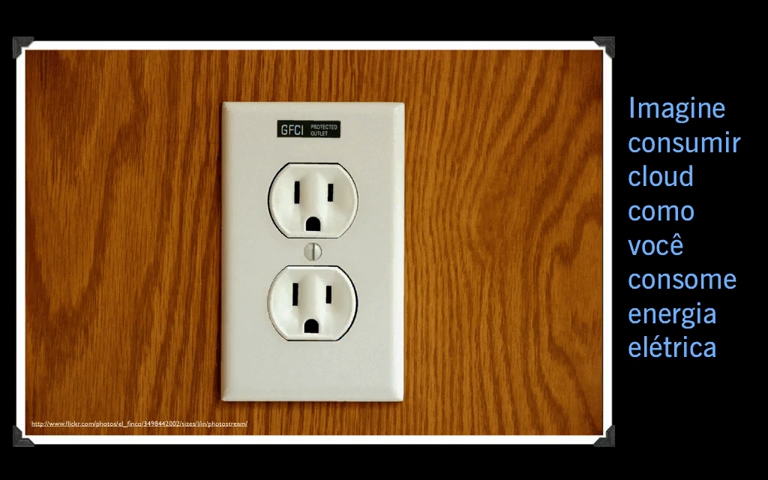 GFCI PROTECTED
OUTLET
Imagine
consumir
cloud
como
você
consome
energia
elétrica
http://www.flickr.com/photos/el_finco/3498442002/sizes/l/in/photostream/